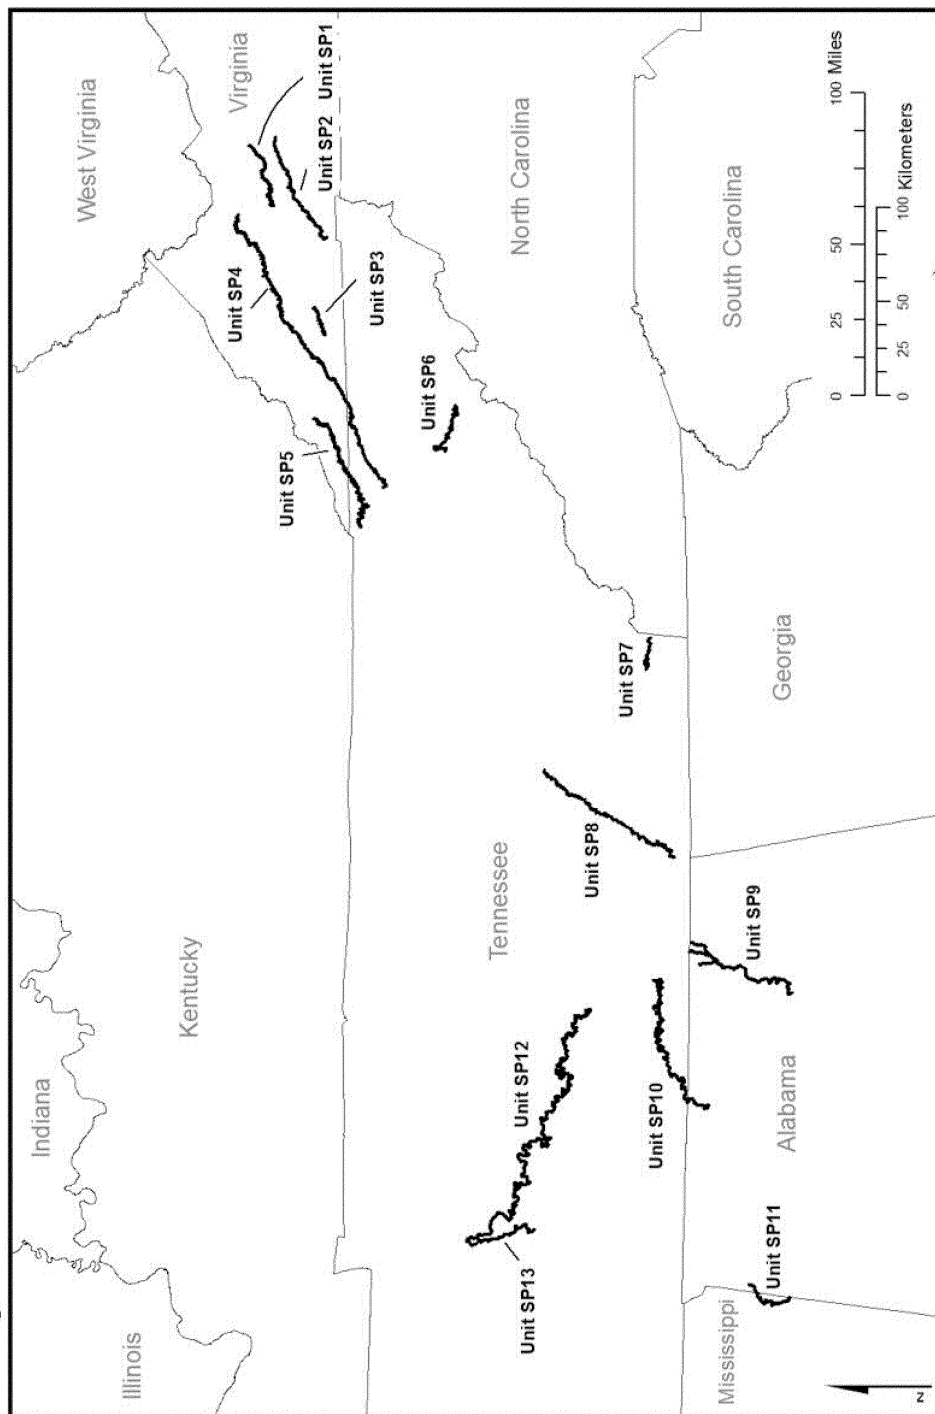 Illinois
Indiana
Kentucky
West Virginia
Virginia
Unit SP1
Unit SP2
Unit SP4
Unit SP3
Unit SP5
Unit SP6
North Carolina
Tennessee
Unit SP12
Unit SP13
Unit SP8
Unit SP7
Unit SP10
Unit SP9
Unit SP11
Mississippi
Alabama
Georgia
South Carolina
0 25 50 100 Miles
0 25 50 100 Kilometers
N